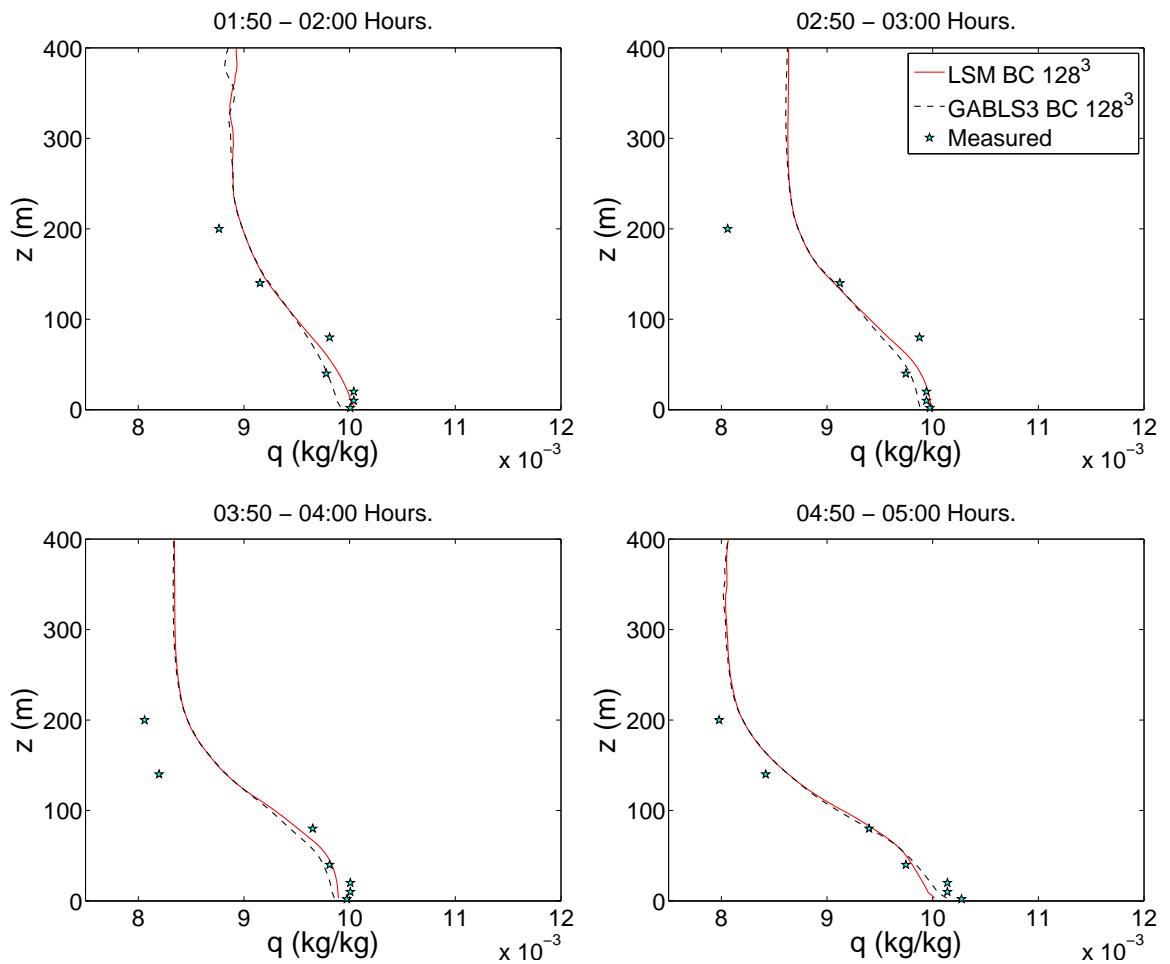 01:50 – 02:00 Hours.
400
300
200
100
0
z (m)
8 9 10 11 12
q (kg/kg)
x 10⁻³
02:50 – 03:00 Hours.
LSM BC 128³
GABLS3 BC 128³
Measured
400
300
200
100
0
z (m)
8 9 10 11 12
q (kg/kg)
x 10⁻³
03:50 – 04:00 Hours.
400
300
200
100
0
z (m)
8 9 10 11 12
q (kg/kg)
x 10⁻³
04:50 – 05:00 Hours.
400
300
200
100
0
z (m)
8 9 10 11 12
q (kg/kg)
x 10⁻³